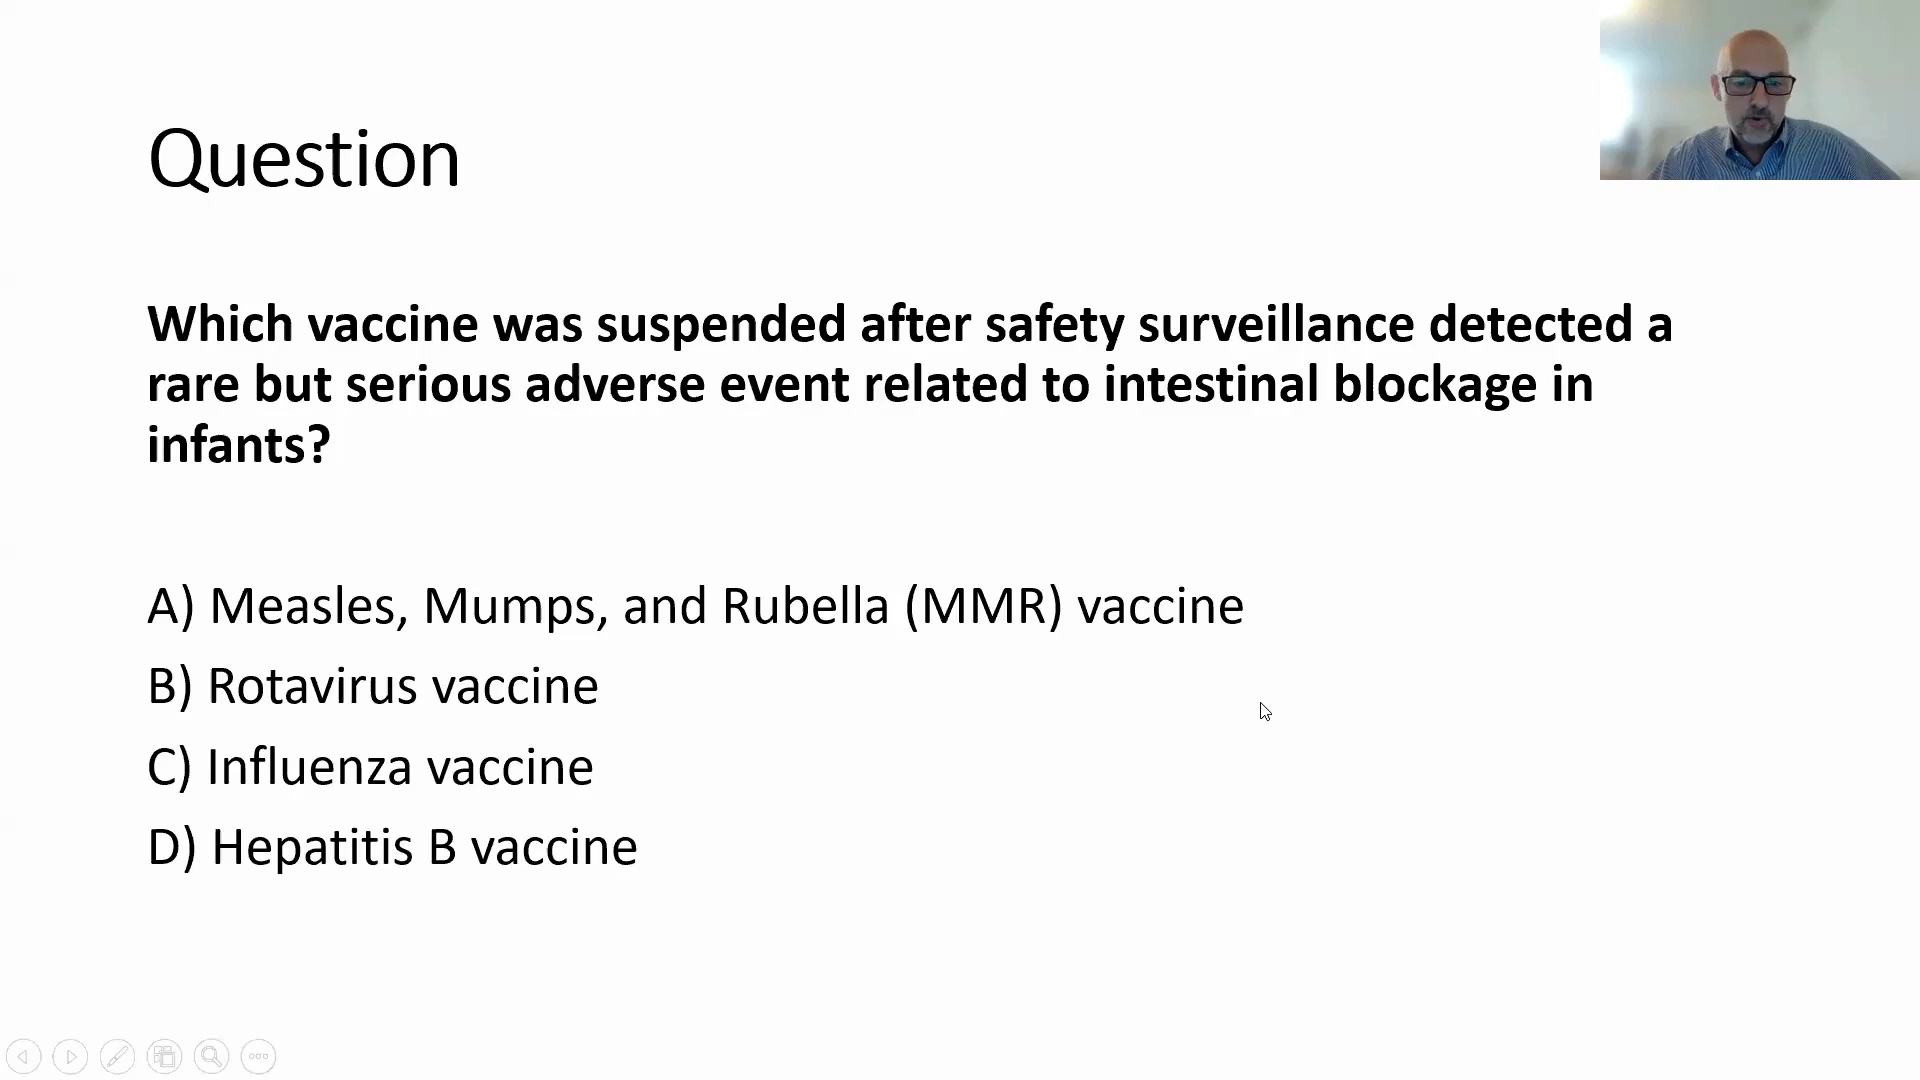 Question
Which vaccine was suspended after safety surveillance detected a
rare but serious adverse event related to intestinal blockage in
infants?
A) Measles, Mumps, and Rubella (MMR) vaccine
B) Rotavirus vaccine
C) Influenza vaccine
D) Hepatitis B vaccine